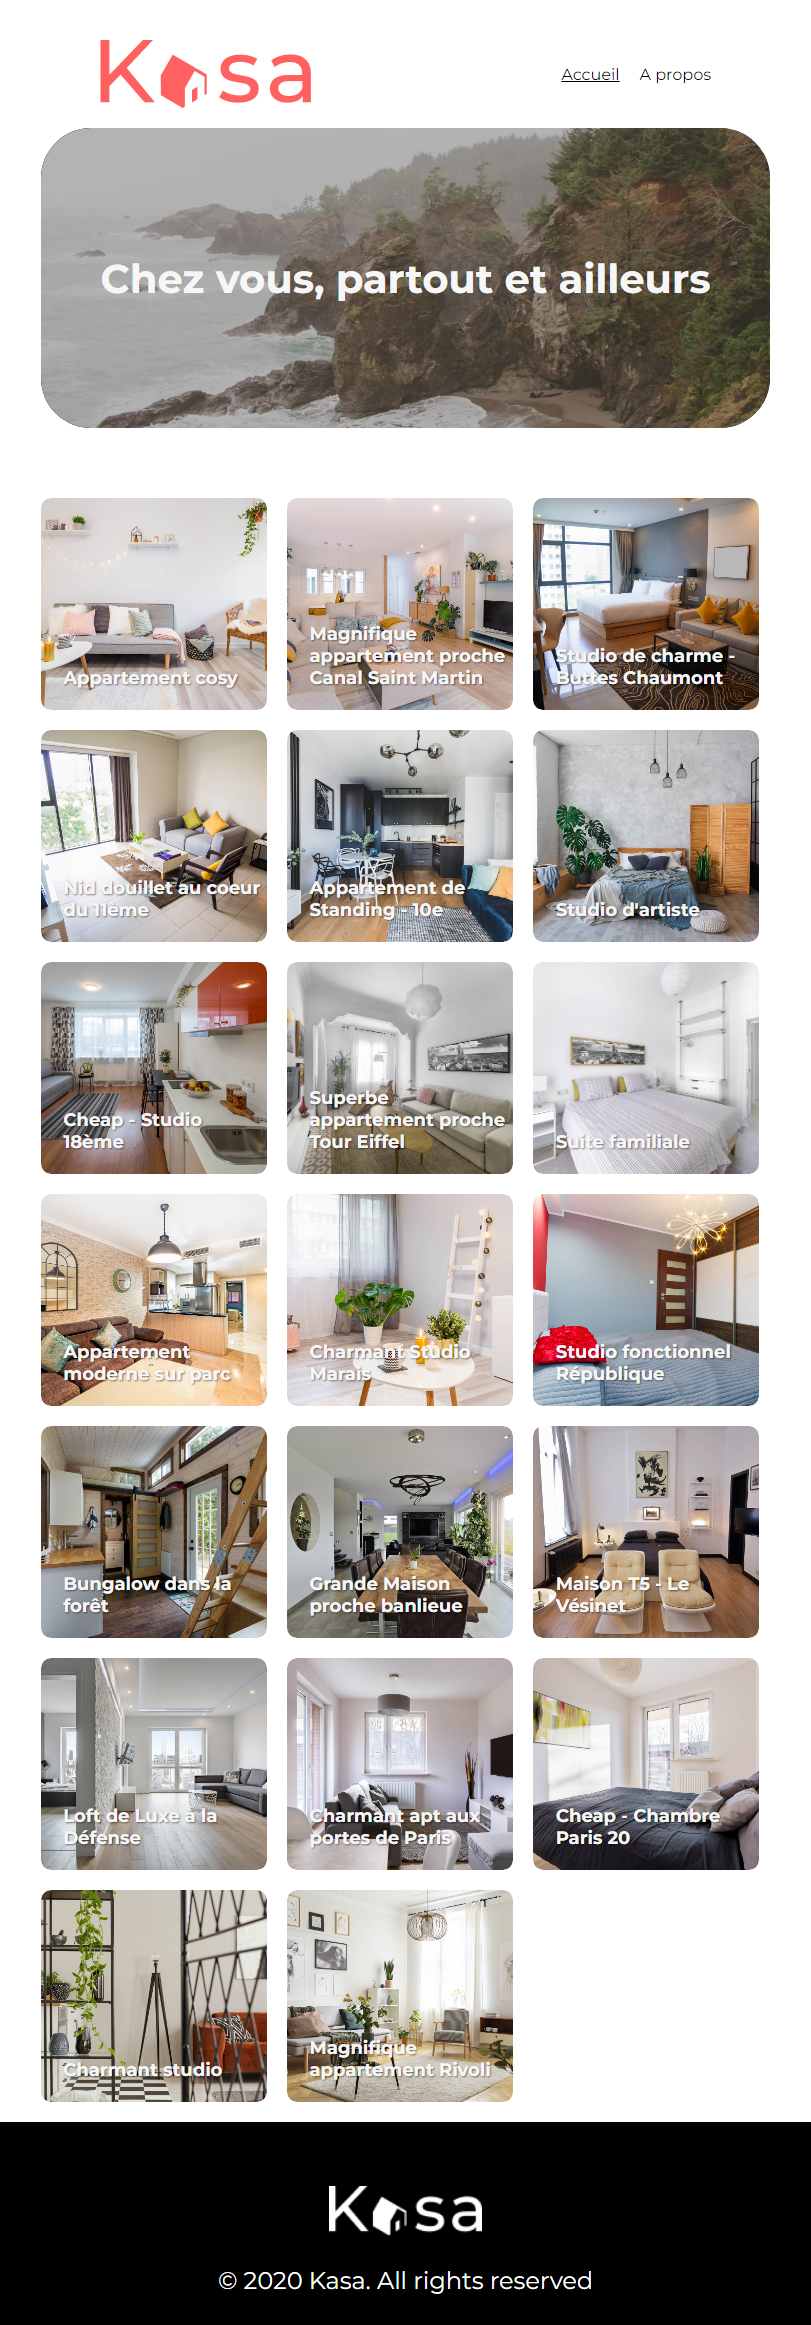 Kasa
Accueil
A propos
Chez vous, partout et ailleurs
Appartement cosy
Magnifique
appartement proche
Canal Saint Martin
Studio de charme -
Buttes Chaumont
Nid douillet au coeur
du 11ème
Appartement de
Standing - 10e
Studio d'artiste
Cheap - Studio
18ème
Superbe
appartement proche
Tour Eiffel
Suite familiale
Appartement
moderne sur parc
Charmant Studio
Marais
Studio fonctionnel
République
Bungalow dans la
forêt
Grande Maison
proche banlieue
Maison T5 - Le
Vésinet
Loft de Luxe à la
Défense
Charmant apt aux
portes de Paris
Cheap - Chambre
Paris 20
Charmant studio
Magnifique
appartement Rivoli
Kasa
© 2020 Kasa. All rights reserved